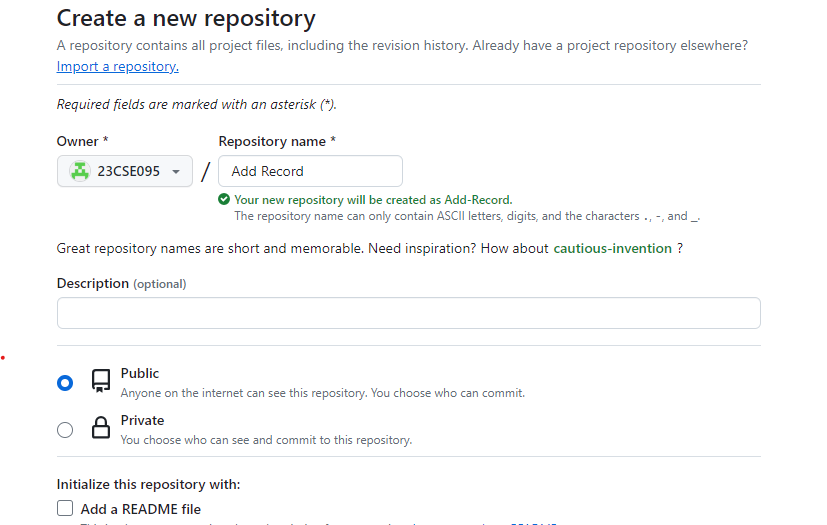 Create a new repository
A repository contains all project files, including the revision history. Already have a project repository elsewhere?
Import a repository.
Required fields are marked with an asterisk (*).
Owner * Repository name *
23CSE095 / Add Record
Your new repository will be created as Add-Record.
The repository name can only contain ASCII letters, digits, and the characters ., -, and _.
Great repository names are short and memorable. Need inspiration? How about cautious-invention ?
Description (optional)
Public
Anyone on the internet can see this repository. You choose who can commit.
Private
You choose who can see and commit to this repository.
Initialize this repository with:
Add a README file